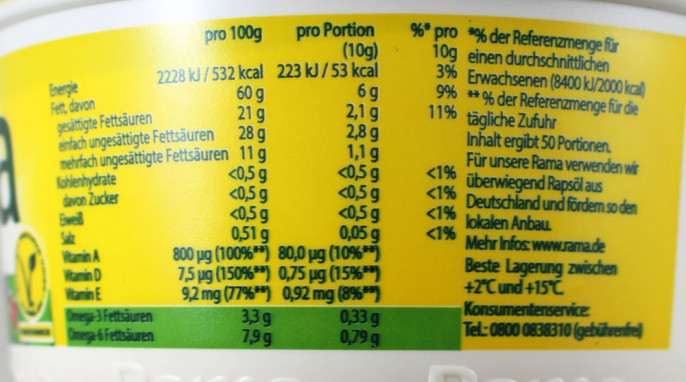 pro 100g pro Portion (10g) %* pro 10g
Energie 2228 kJ / 532 kcal 223 kJ / 53 kcal 3%
Fett, davon 60 g 6 g 9%
gesättigte Fettsäuren 21 g 2,1 g 11%
einfach ungesättigte Fettsäuren 28 g 2,8 g
mehrfach ungesättigte Fettsäuren 11 g 1,1 g
Kohlenhydrate <0,5 g <0,5 g <1%
davon Zucker <0,5 g <0,5 g <1%
Eiweiß <0,5 g <0,5 g <1%
Salz 0,51 g 0,05 g <1%
Vitamin A 800 µg (100%**) 80,0 µg (10%**)
Vitamin D 7,5 µg (150%**) 0,75 µg (15%**)
Vitamin E 9,2 mg (77%**) 0,92 mg (8%**)
Omega-3 Fettsäuren 3,3 g 0,33 g
Omega-6 Fettsäuren 7,9 g 0,79 g
*% der Referenzmenge für
einen durchschnittlichen
Erwachsenen (8400 kJ/2000 kcal)
** % der Referenzmenge für die
tägliche Zufuhr
Inhalt ergibt 50 Portionen.
Für unsere Rama verwenden wir
überwiegend Rapsöl aus
Deutschland und fördern so den
lokalen Anbau.
Mehr Infos: www.rama.de
Beste Lagerung zwischen
+2°C und +15°C.
Konsumentenservice:
Tel.: 0800 0838310 (gebührenfrei)